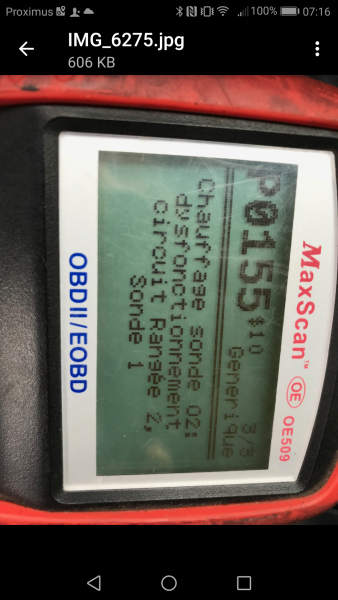 Proximus
100% 07:16
IMG_6275.jpg
606 KB
MaxScan™ OE OE509
P0155 $10 3/3
Générique
Chauffage sonde O2:
dysfonctionnement
circuit Rangée 2,
Sonde 1
OBDII/EOBD